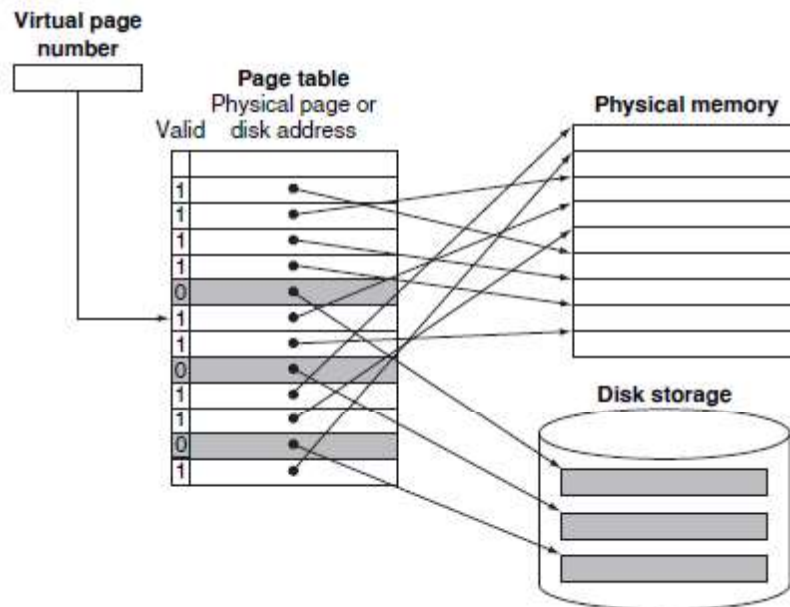 Virtual page
number
Page table
Physical page or
Valid disk address
Physical memory
1
1
1
1
0
1
1
0
1
1
0
1
Disk storage